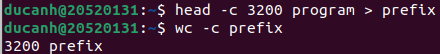 ducanh@20520131:~$ head -c 3200 program > prefix
ducanh@20520131:~$ wc -c prefix
3200 prefix